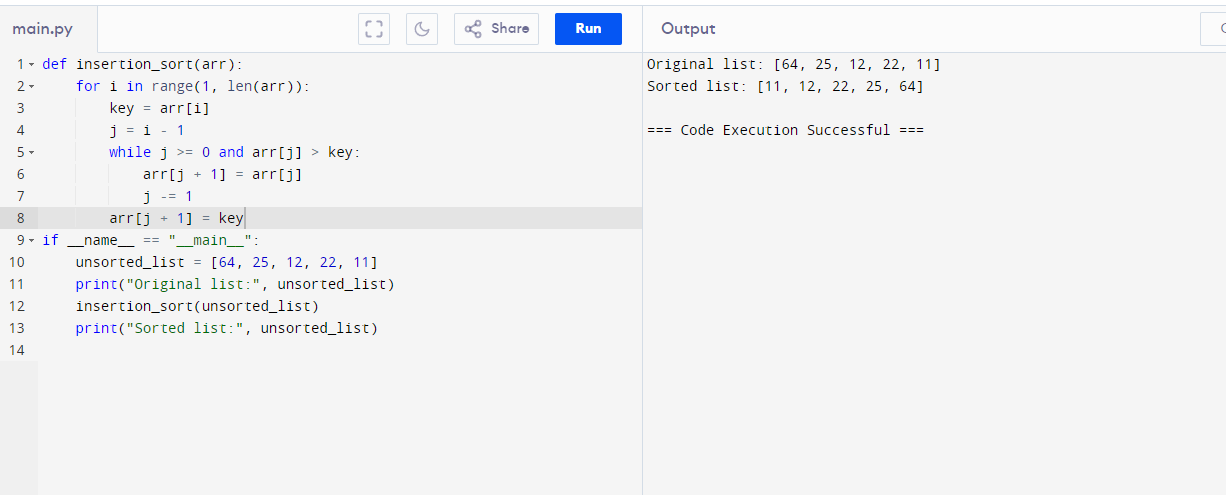 main.py
Share
Run
Output
1 def insertion_sort(arr):
2     for i in range(1, len(arr)):
3         key = arr[i]
4         j = i - 1
5         while j >= 0 and arr[j] > key:
6             arr[j + 1] = arr[j]
7             j -= 1
8         arr[j + 1] = key
9 if __name__ == "__main__":
10     unsorted_list = [64, 25, 12, 22, 11]
11     print("Original list:", unsorted_list)
12     insertion_sort(unsorted_list)
13     print("Sorted list:", unsorted_list)
14
Original list: [64, 25, 12, 22, 11]
Sorted list: [11, 12, 22, 25, 64]
=== Code Execution Successful ===